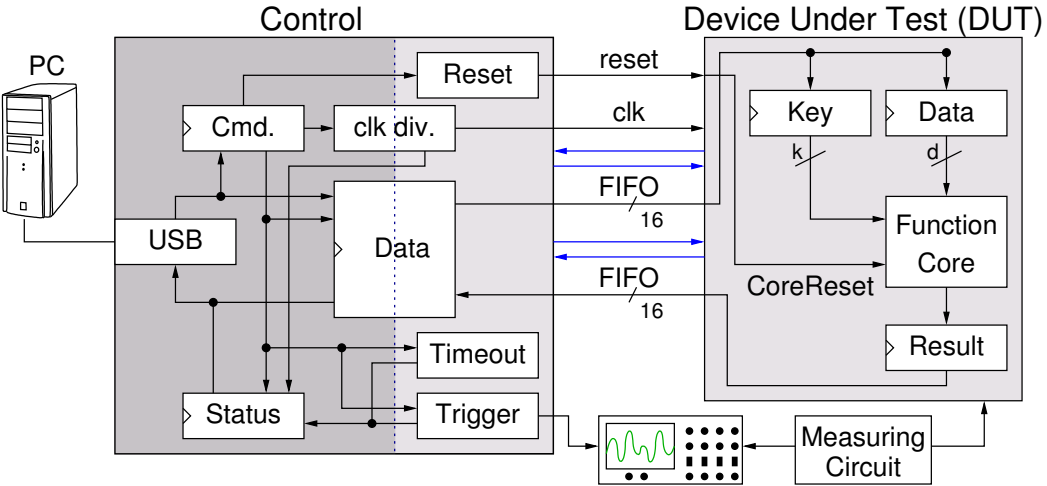 Control
Device Under Test (DUT)
PC
Reset
reset
Cmd.
clk div.
clk
Key
Data
k
d
FIFO
16
USB
Data
Function
Core
CoreReset
FIFO
16
Timeout
Result
Status
Trigger
Measuring
Circuit